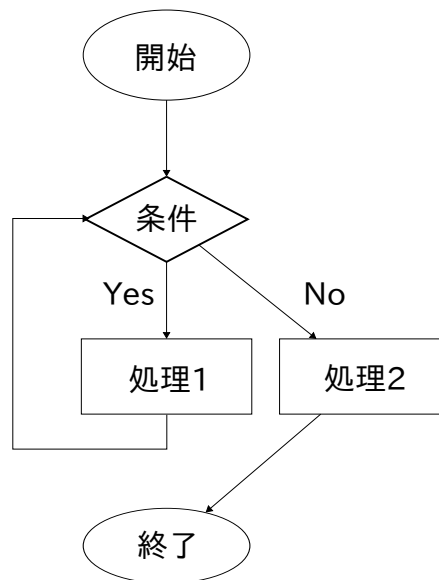 開始
条件
Yes
No
処理1
処理2
終了